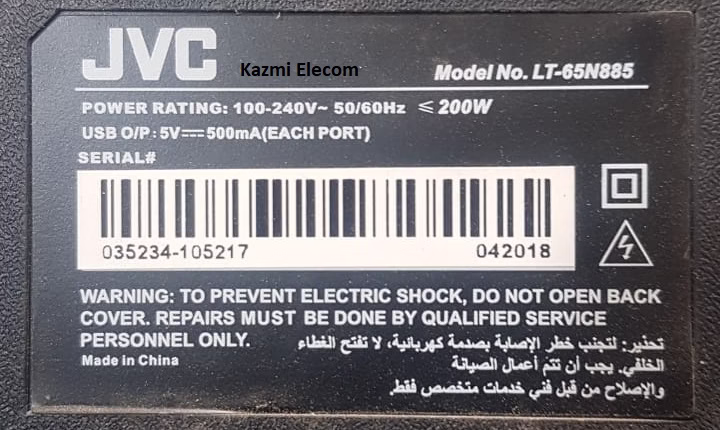 JVC
Kazmi Elecom
Model No. LT-65N885
POWER RATING: 100-240V~ 50/60Hz ≤200W
USB O/P: 5V⎓500mA(EACH PORT)
SERIAL#
035234-105217 042018
WARNING: TO PREVENT ELECTRIC SHOCK, DO NOT OPEN BACK
COVER. REPAIRS MUST BE DONE BY QUALIFIED SERVICE
PERSONNEL ONLY.
Made in China
تحذير: لتجنب خطر الإصابة بصدمة كهربائية، لا تفتح الغطاء
الخلفي. يجب أن تتم أعمال الصيانة
والإصلاح من قبل فني خدمات متخصص فقط.